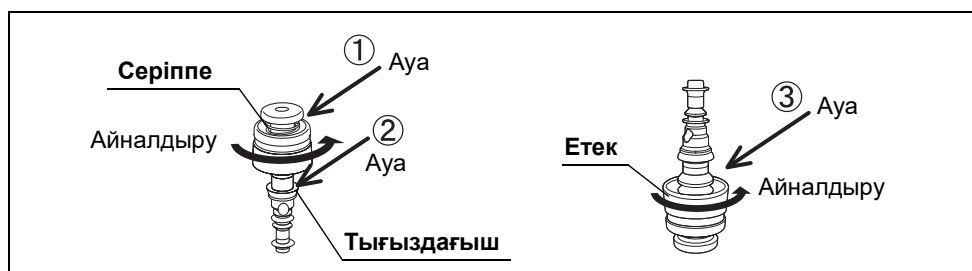 ① Ауа
Серіппе
Айналдыру
② Ауа
Тығыздағыш
③ Ауа
Етек
Айналдыру